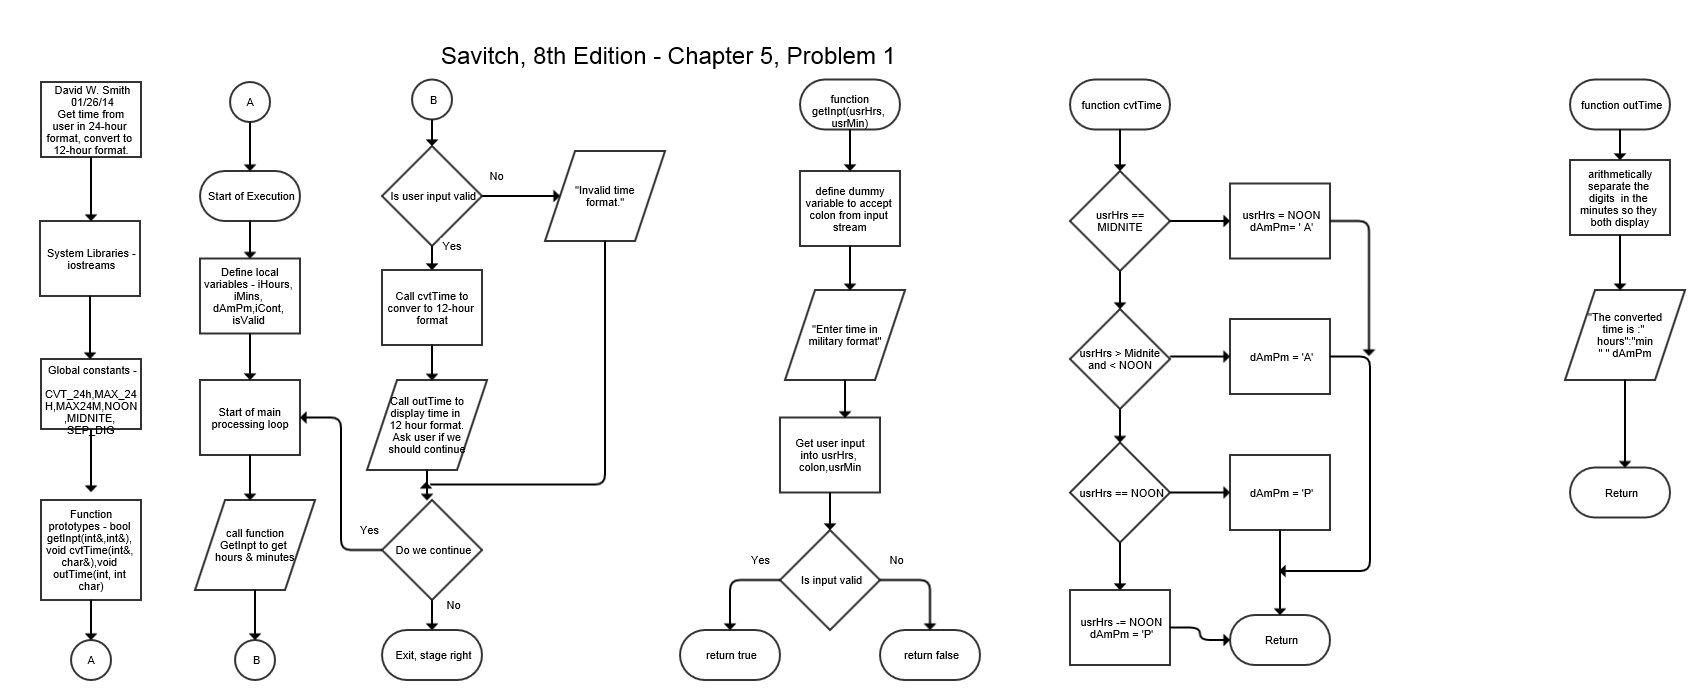 Savitch, 8th Edition - Chapter 5, Problem 1
David W. Smith
01/26/14
Get time from
user in 24-hour
format, convert to
12-hour format.
System Libraries -
iostreams
Global constants -
CVT_24h,MAX_24
H,MAX24M,NOON
,MIDNITE,
SEP_DIG
Function
prototypes - bool
getInpt(int&,int&),
void cvtTime(int&,
char&),void
outTime(int, int
char)
A
A
Start of Execution
Define local
variables - iHours,
iMins,
dAmPm,iCont,
isValid
Start of main
processing loop
call function
GetInpt to get
hours & minutes
B
B
Is user input valid
No
"Invalid time
format."
Yes
Call cvtTime to
conver to 12-hour
format
Call outTime to
display time in
12 hour format.
Ask user if we
should continue
Yes
Do we continue
No
Exit, stage right
function
getInpt(usrHrs,
usrMin)
define dummy
variable to accept
colon from input
stream
"Enter time in
military format"
Get user input
into usrHrs,
colon,usrMin
Yes
Is input valid
No
return true
return false
function cvtTime
usrHrs ==
MIDNITE
usrHrs = NOON
dAmPm= ' A'
usrHrs > Midnite
and < NOON
dAmPm = 'A'
usrHrs == NOON
dAmPm = 'P'
usrHrs -= NOON
dAmPm = 'P'
Return
function outTime
arithmetically
separate the
digits in the
minutes so they
both display
"The converted
time is :"
hours":"min
" " dAmPm
Return